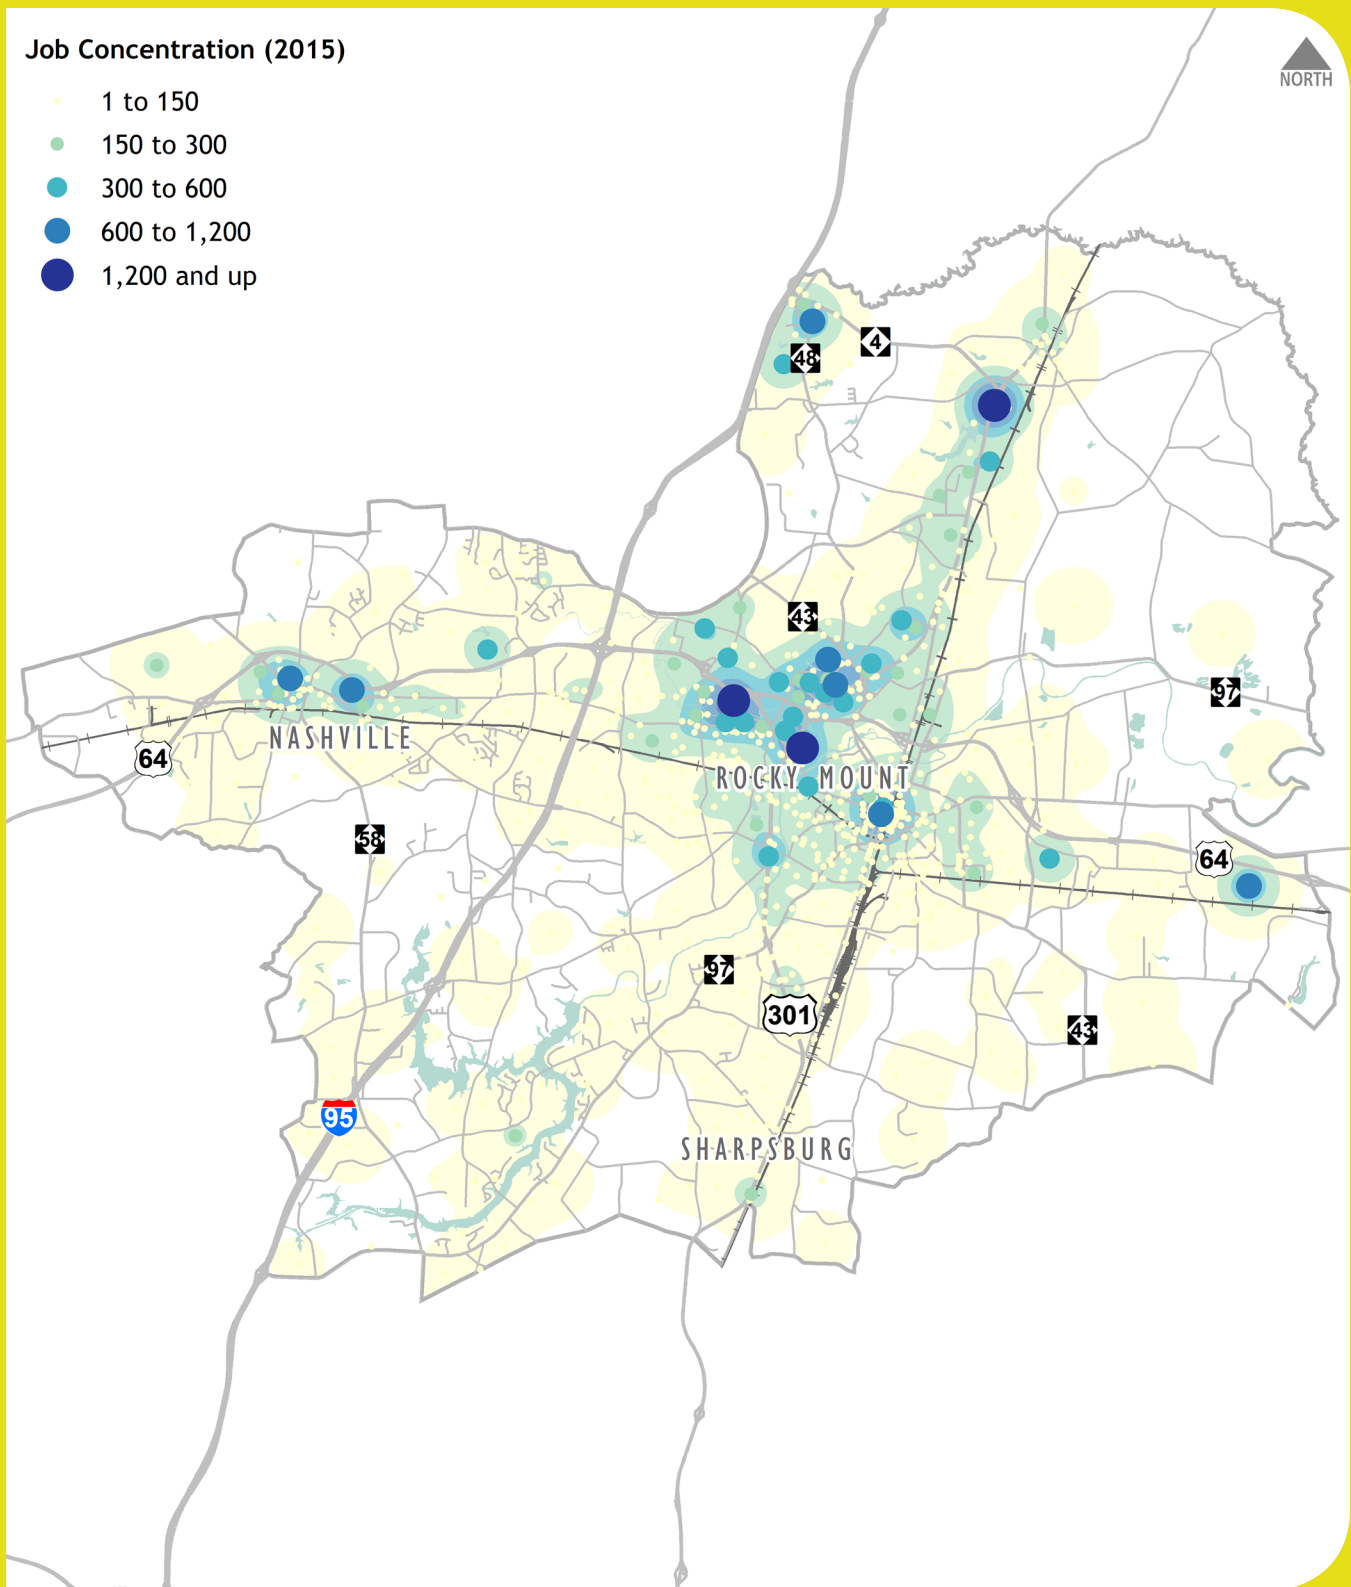 Job Concentration (2015)
1 to 150
150 to 300
300 to 600
600 to 1,200
1,200 and up
NORTH
4
48
43
97
NASHVILLE
64
ROCKY MOUNT
58
64
97
301
43
95
SHARPSBURG